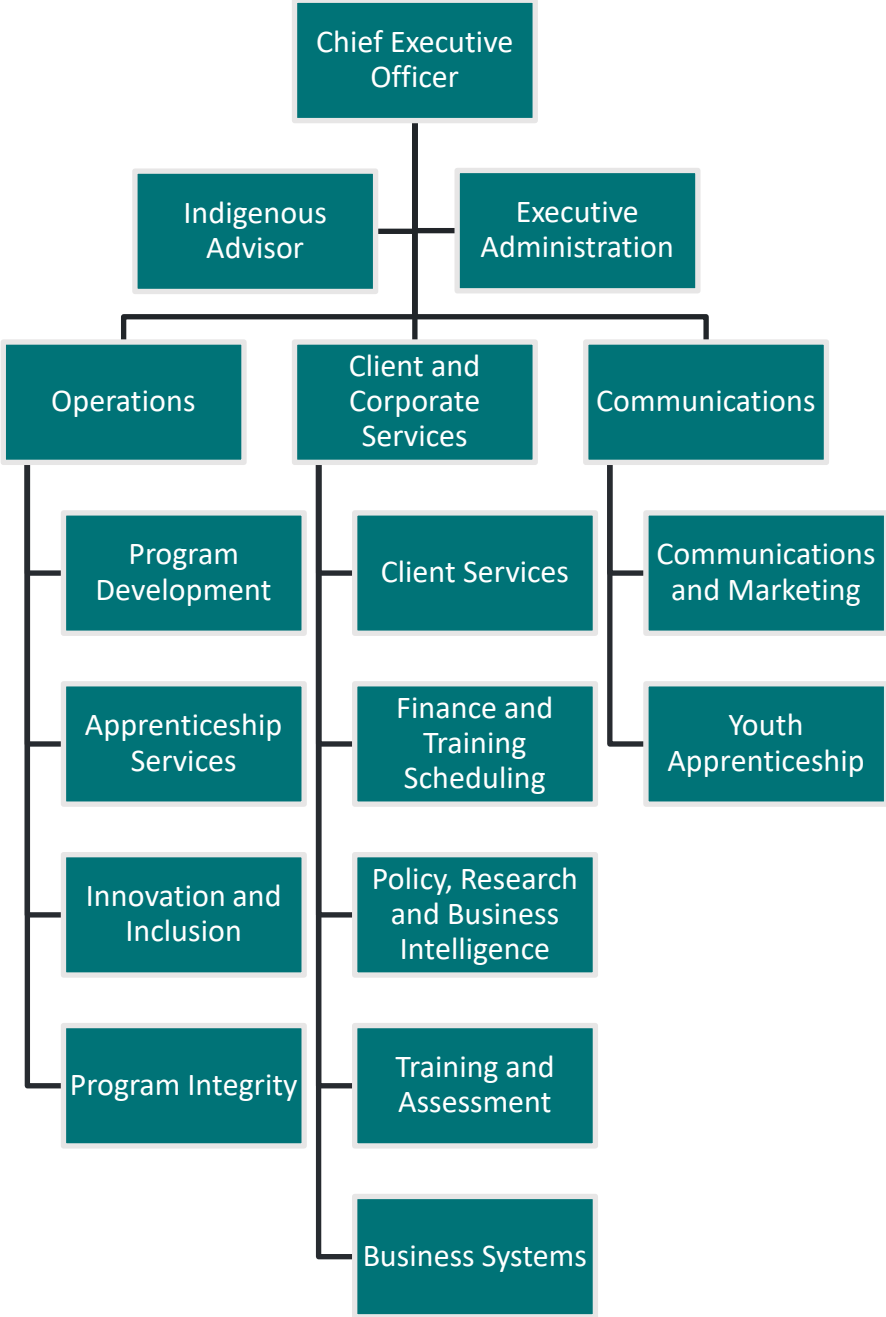 Chief Executive
Officer
Indigenous
Advisor
Executive
Administration
Operations
Client and
Corporate
Services
Communications
Program
Development
Apprenticeship
Services
Innovation and
Inclusion
Program Integrity
Client Services
Finance and
Training
Scheduling
Policy, Research
and Business
Intelligence
Training and
Assessment
Business Systems
Communications
and Marketing
Youth
Apprenticeship